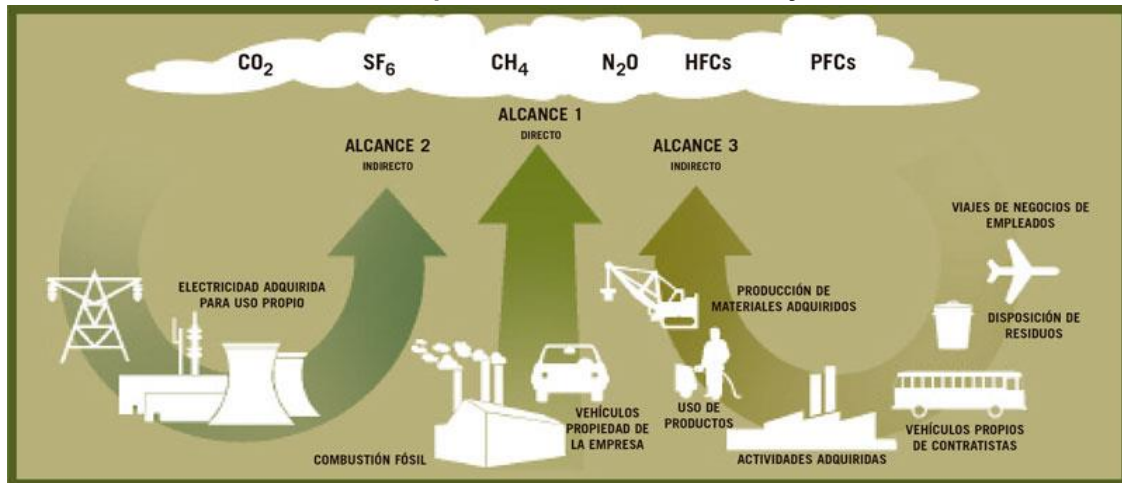 CO2
SF6
CH4
N2O
HFCs
PFCs
ALCANCE 1
DIRECTO
ALCANCE 2
INDIRECTO
ALCANCE 3
INDIRECTO
ELECTRICIDAD ADQUIRIDA
PARA USO PROPIO
COMBUSTIÓN FÓSIL
VEHÍCULOS
PROPIEDAD DE
LA EMPRESA
PRODUCCIÓN DE
MATERIALES ADQUIRIDOS
USO DE
PRODUCTOS
ACTIVIDADES ADQUIRIDAS
VIAJES DE NEGOCIOS DE
EMPLEADOS
DISPOSICIÓN DE
RESIDUOS
VEHÍCULOS PROPIOS
DE CONTRATISTAS